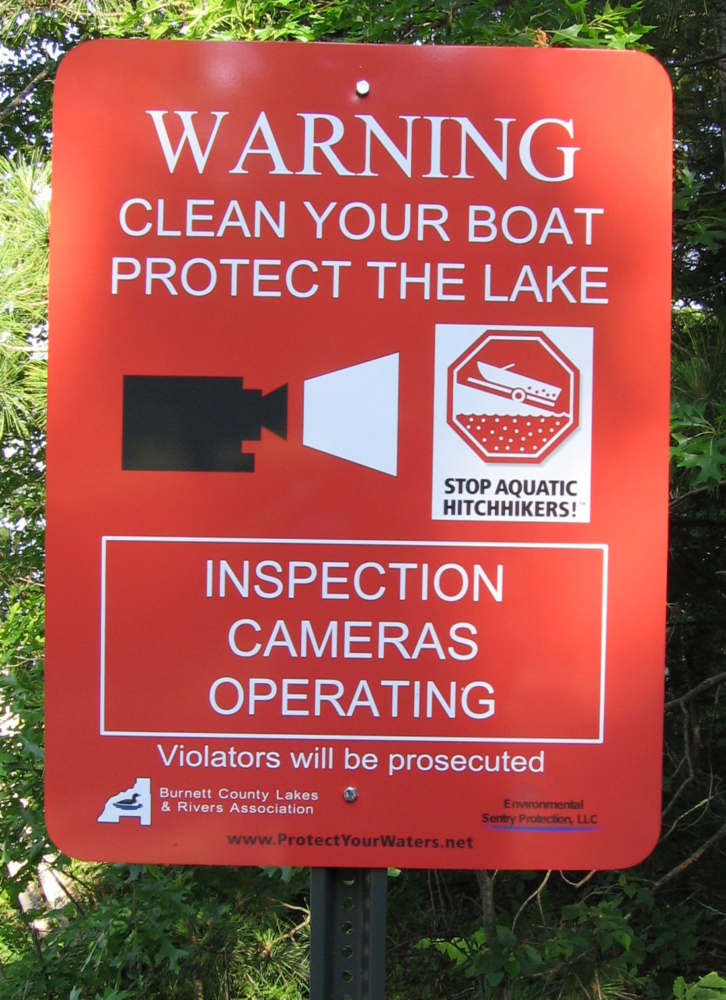 WARNING
CLEAN YOUR BOAT
PROTECT THE LAKE
STOP AQUATIC
HITCHHIKERS!™
INSPECTION
CAMERAS
OPERATING
Violators will be prosecuted
Burnett County Lakes
& Rivers Association
Environmental
Sentry Protection, LLC
www.ProtectYourWaters.net